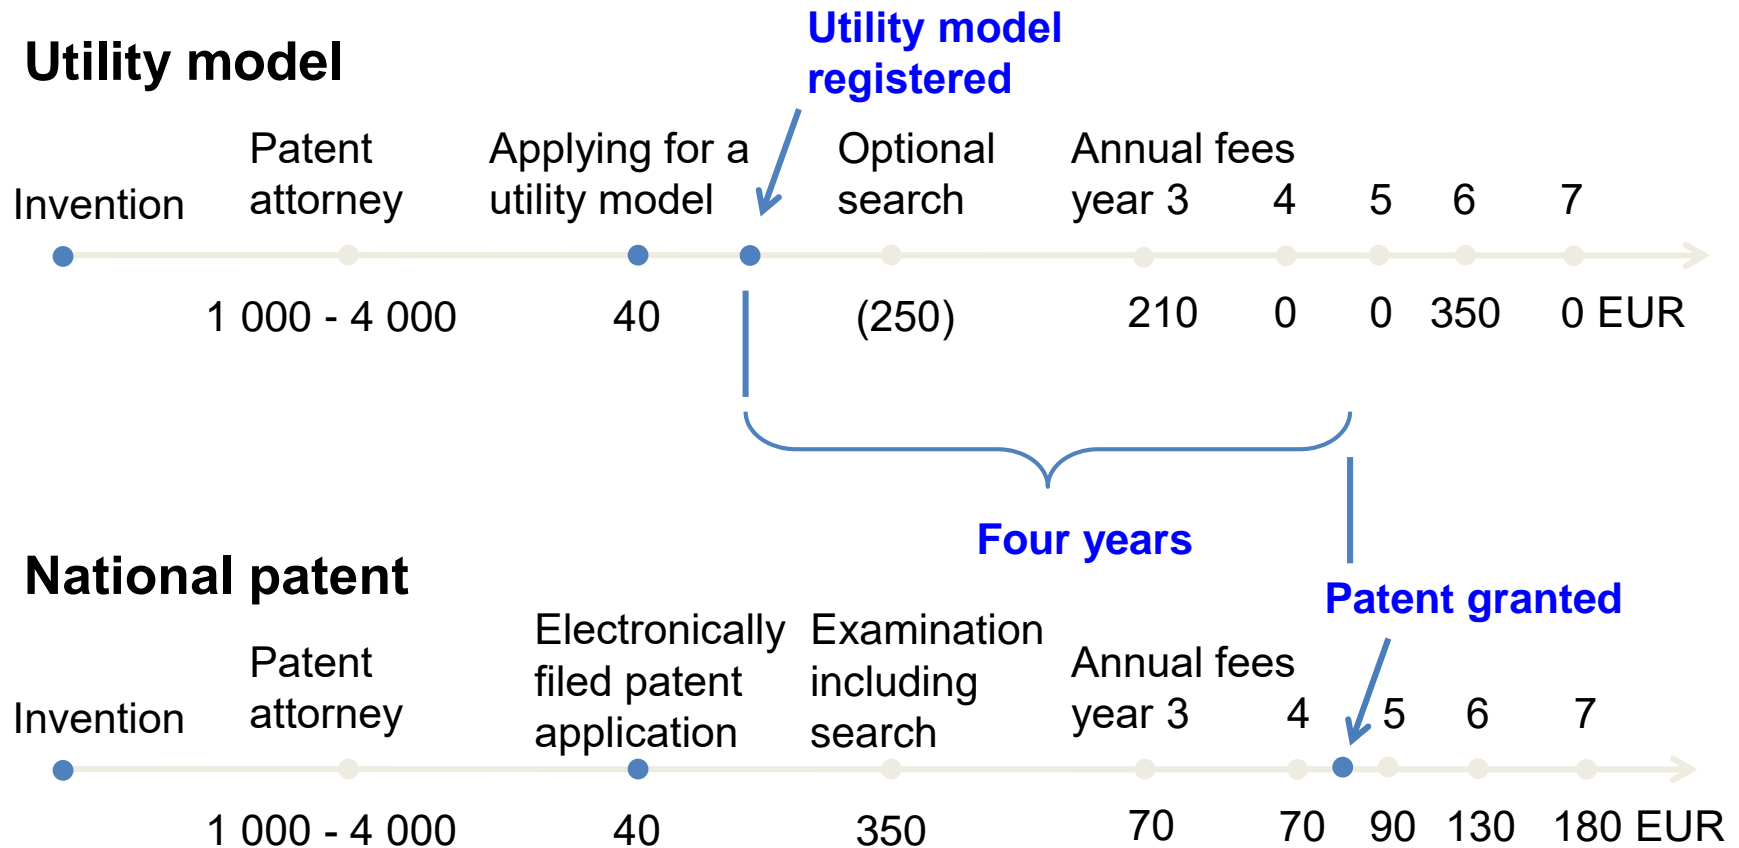 Utility model
Utility model
registered
Invention
Patent
attorney
Applying for a
utility model
Optional
search
Annual fees
year 3 4 5 6 7
1 000 - 4 000 40 (250) 210 0 0 350 0 EUR
Four years
National patent
Patent granted
Invention
Patent
attorney
Electronically
filed patent
application
Examination
including
search
Annual fees
year 3 4 5 6 7
1 000 - 4 000 40 350 70 70 90 130 180 EUR